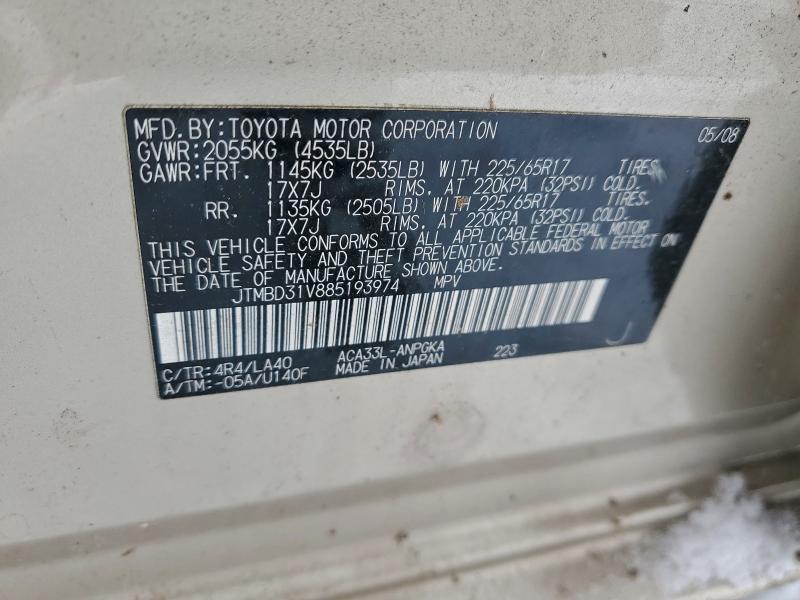 MFD.BY:TOYOTA MOTOR CORPORATION 05/08
GVWR:2055KG (4535LB)
GAWR:FRT. 1145KG (2535LB) WITH 225/65R17 TIRES,
17X7J RIMS, AT 220KPA (32PSI) COLD.
RR. 1135KG (2505LB) WITH 225/65R17 TIRES,
17X7J RIMS, AT 220KPA (32PSI) COLD.
THIS VEHICLE CONFORMS TO ALL APPLICABLE FEDERAL MOTOR
VEHICLE SAFETY AND THEFT PREVENTION STANDARDS IN EFFECT ON
THE DATE OF MANUFACTURE SHOWN ABOVE.
JTMBD31V885193974 MPV
J
C/TR:4R4/LA40 ACA33L-ANPGKA 223
A/TM:-05A/U140F MADE IN JAPAN